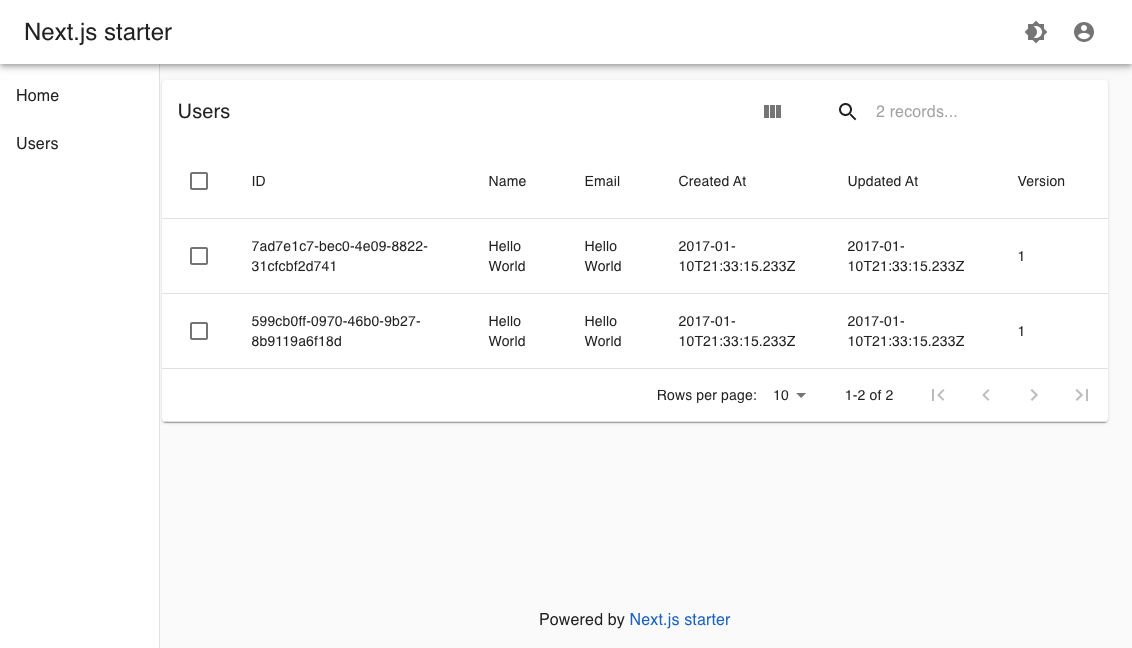 Next.js starter
Home
Users
Users
2 records...
ID Name Email Created At Updated At Version
7ad7e1c7-bec0-4e09-8822- Hello Hello 2017-01- 2017-01-
31cfcbf2d741 World World 10T21:33:15.233Z 10T21:33:15.233Z 1
599cb0ff-0970-46b0-9b27- Hello Hello 2017-01- 2017-01-
8b9119a6f18d World World 10T21:33:15.233Z 10T21:33:15.233Z 1
Rows per page: 10 1-2 of 2
Powered by Next.js starter